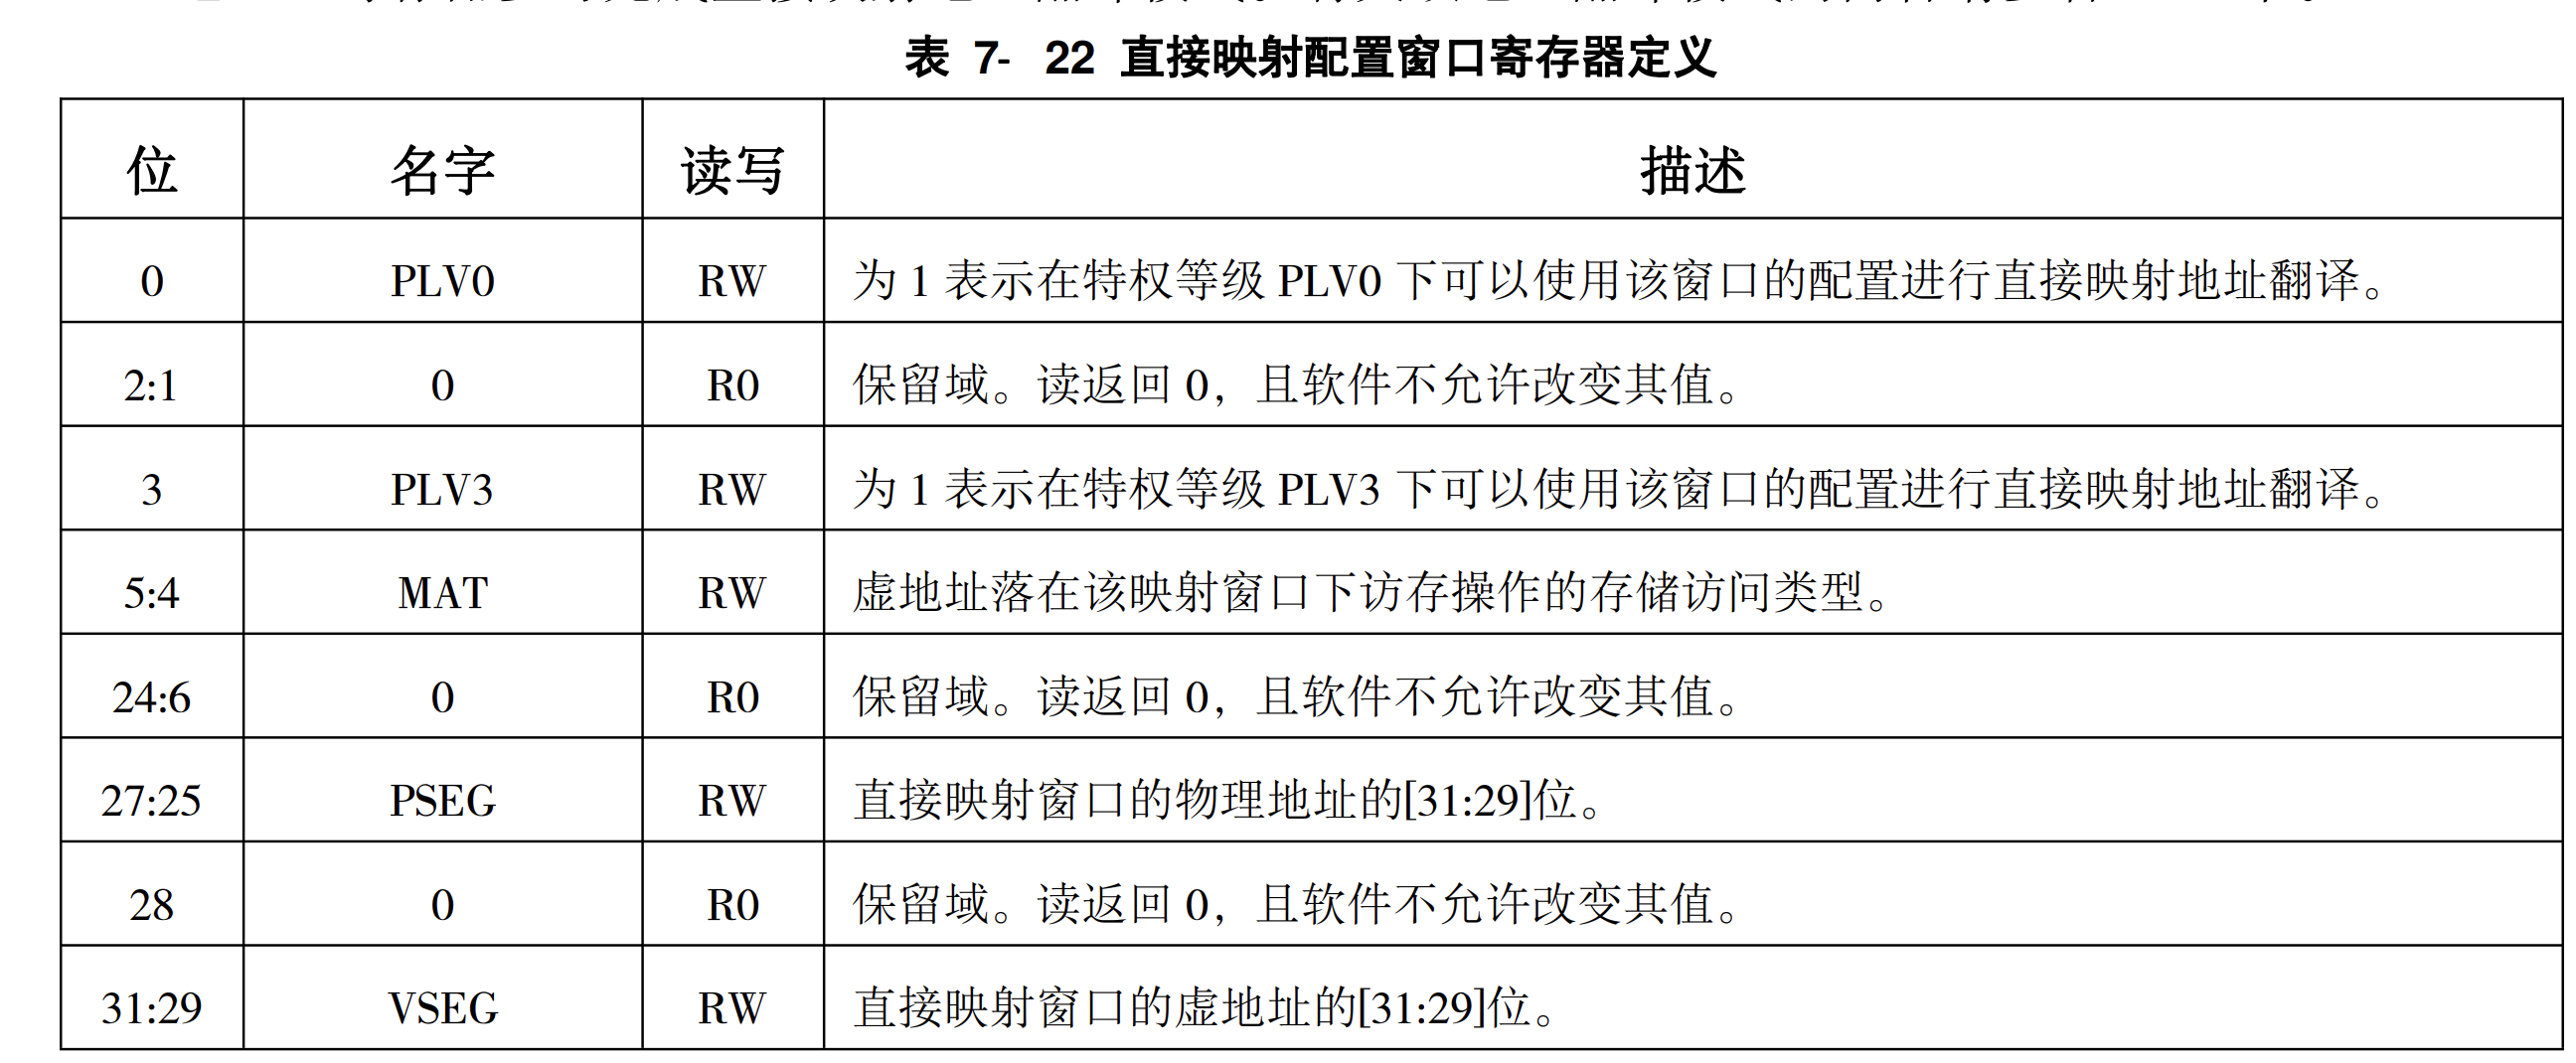 表 7- 22 直接映射配置窗口寄存器定义
位 名字 读写 描述
0 PLV0 RW 为 1 表示在特权等级 PLV0 下可以使用该窗口的配置进行直接映射地址翻译。
2:1 0 R0 保留域。读返回 0，且软件不允许改变其值。
3 PLV3 RW 为 1 表示在特权等级 PLV3 下可以使用该窗口的配置进行直接映射地址翻译。
5:4 MAT RW 虚地址落在该映射窗口下访存操作的存储访问类型。
24:6 0 R0 保留域。读返回 0，且软件不允许改变其值。
27:25 PSEG RW 直接映射窗口的物理地址的[31:29]位。
28 0 R0 保留域。读返回 0，且软件不允许改变其值。
31:29 VSEG RW 直接映射窗口的虚地址的[31:29]位。